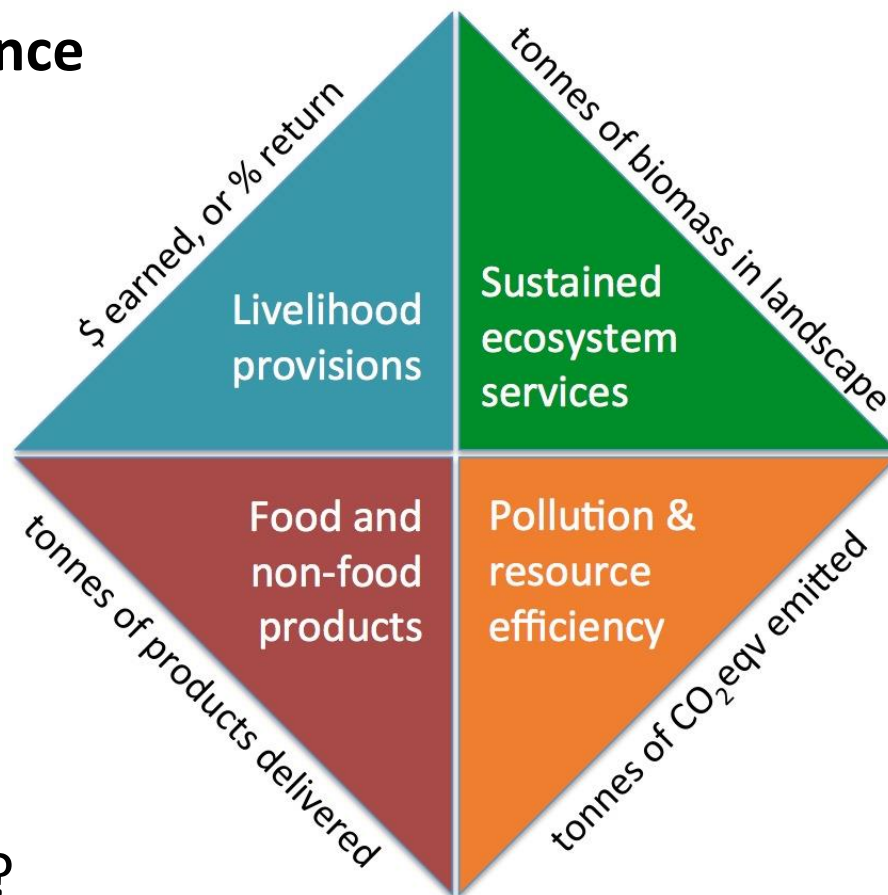 nce
$ earned, or % return
tonnes of biomass in landscape
Livelihood
provisions
Sustained
ecosystem
services
Food and
non-food
products
Pollution &
resource
efficiency
tonnes of products delivered
tonnes of CO₂eqv emitted
?